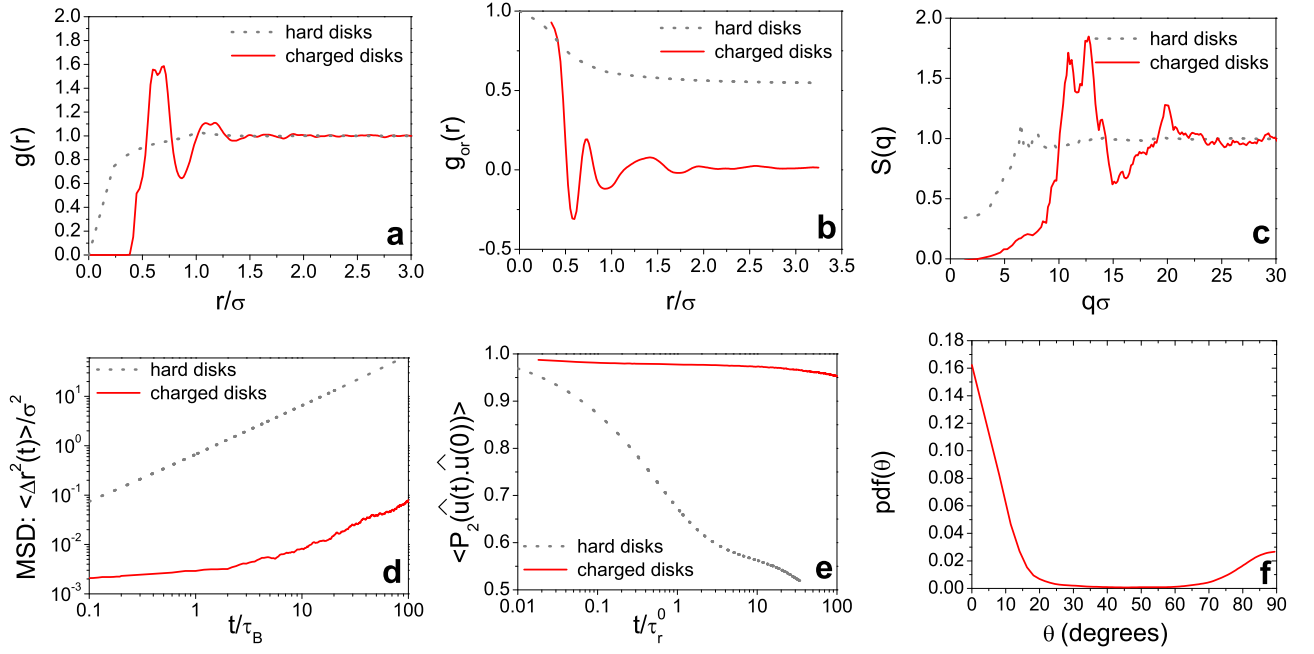 2.0
1.8
1.6
1.4
1.2
1.0
0.8
0.6
0.4
0.2
0.0
g(r)
hard disks
charged disks
a
0.0 0.5 1.0 1.5 2.0 2.5 3.0
r/σ
1.0
0.5
0.0
-0.5
g_or(r)
hard disks
charged disks
b
0.0 0.5 1.0 1.5 2.0 2.5 3.0 3.5
r/σ
2.0
1.5
1.0
0.5
0.0
S(q)
hard disks
charged disks
c
0 5 10 15 20 25 30
qσ
10^1
10^0
10^-1
10^-2
10^-3
MSD: <Δr²(t)>/σ²
hard disks
charged disks
d
0.1 1 10 100
t/τ_B
1.0
0.9
0.8
0.7
0.6
0.5
<P_2(û(t).û(0))>
hard disks
charged disks
e
0.01 0.1 1 10 100
t/τ_r^0
0.18
0.16
0.14
0.12
0.10
0.08
0.06
0.04
0.02
0.00
pdf(θ)
f
0 10 20 30 40 50 60 70 80 90
θ (degrees)